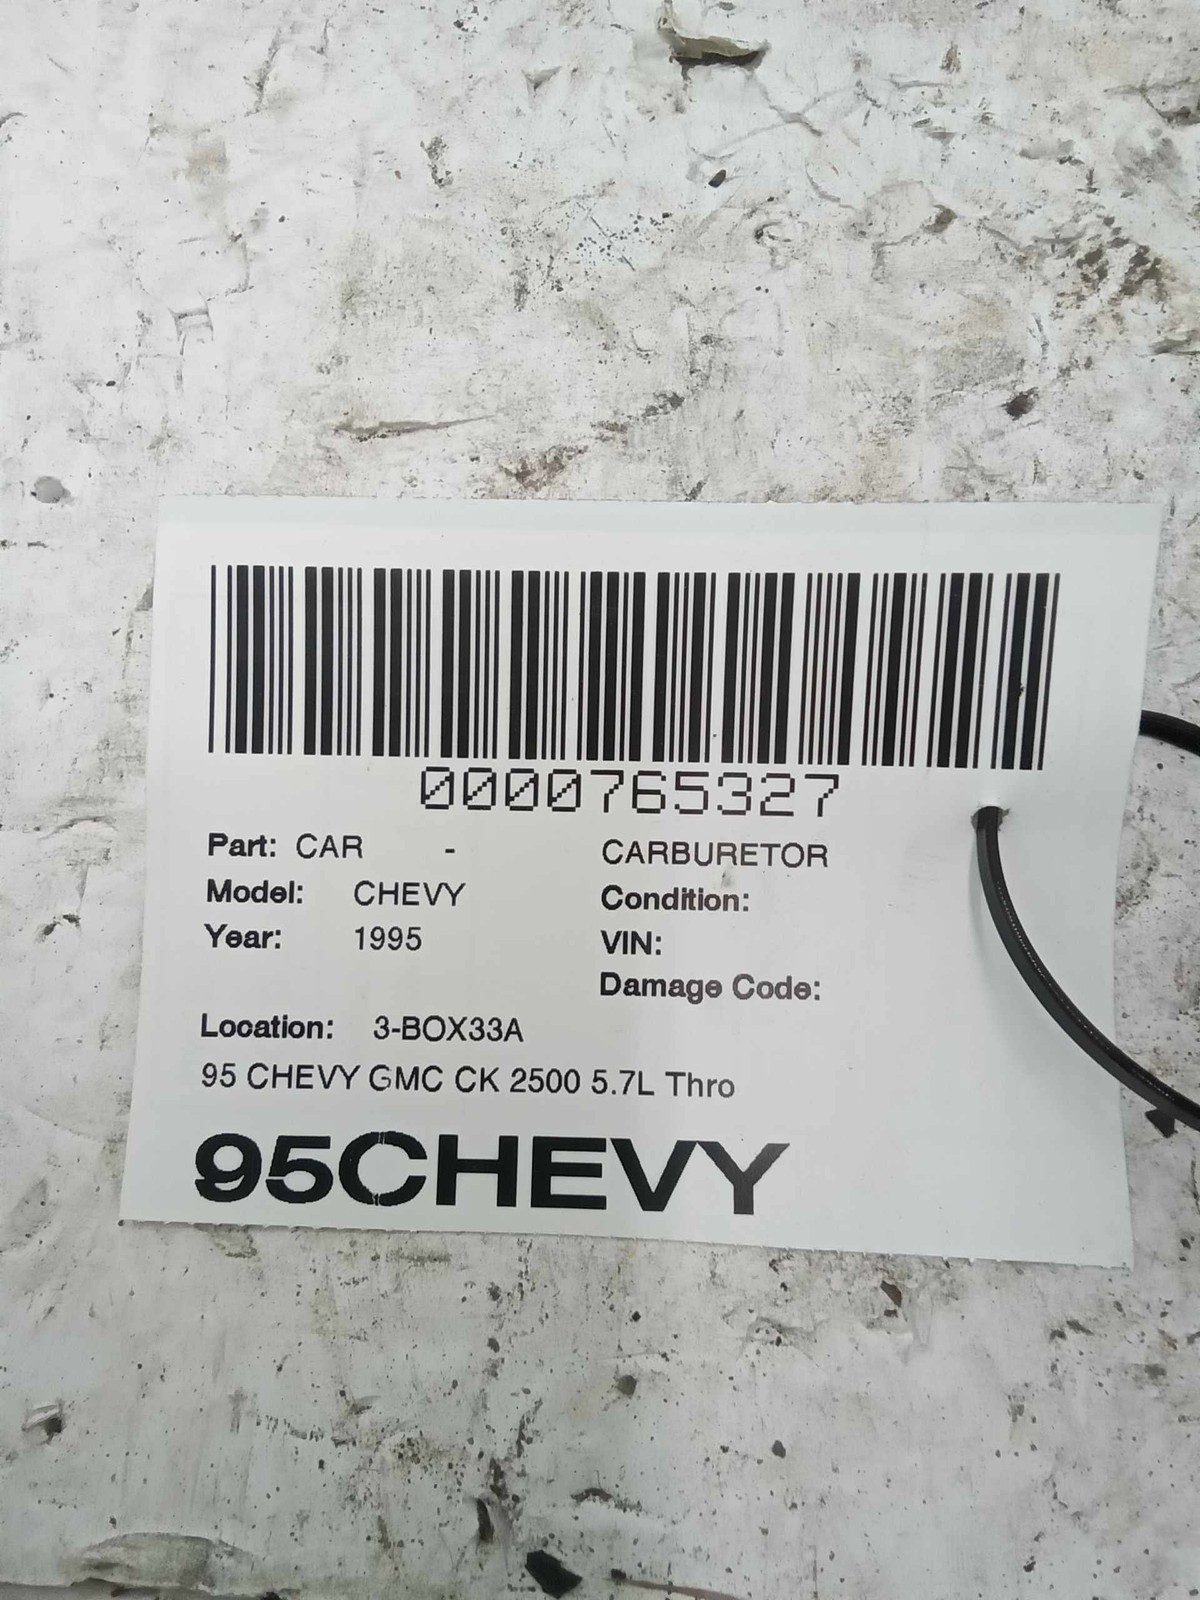 0000765327
Part: CAR - CARBURETOR
Model: CHEVY Condition:
Year: 1995 VIN:
Damage Code:
Location: 3-BOX33A
95 CHEVY GMC CK 2500 5.7L Thro
95CHEVY